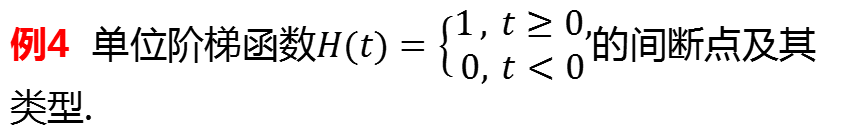 例4 单位阶梯函数H(t) = {1, t ≥ 0, 0, t < 0 的间断点及其
类型.